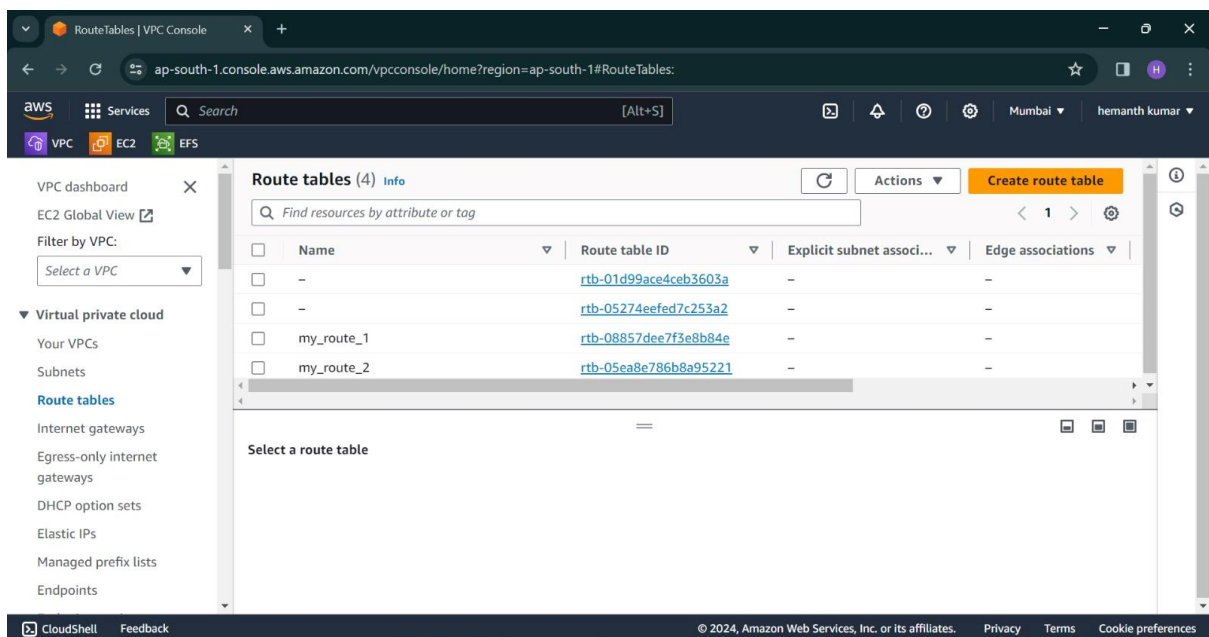 RouteTables | VPC Console
ap-south-1.console.aws.amazon.com/vpcconsole/home?region=ap-south-1#RouteTables:
H
aws Services Search [Alt+S] Mumbai hemanth kumar
VPC EC2 EFS
VPC dashboard
EC2 Global View
Filter by VPC:
Select a VPC
Virtual private cloud
Your VPCs
Subnets
Route tables
Internet gateways
Egress-only internet
gateways
DHCP option sets
Elastic IPs
Managed prefix lists
Endpoints
Route tables (4) Info Actions Create route table
Find resources by attribute or tag 1
Name Route table ID Explicit subnet associ... Edge associations
– rtb-01d99ace4ceb3603a – –
– rtb-05274eefed7c253a2 – –
my_route_1 rtb-08857dee7f3e8b84e – –
my_route_2 rtb-05ea8e786b8a95221 – –
Select a route table
CloudShell Feedback © 2024, Amazon Web Services, Inc. or its affiliates. Privacy Terms Cookie preferences